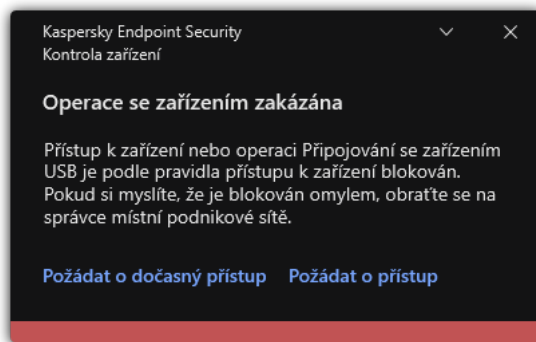 Kaspersky Endpoint Security
Kontrola zařízení
Operace se zařízením zakázána
Přístup k zařízení nebo operaci Připojování se zařízením
USB je podle pravidla přístupu k zařízení blokován.
Pokud si myslíte, že je blokován omylem, obraťte se na
správce místní podnikové sítě.
Požádat o dočasný přístup Požádat o přístup